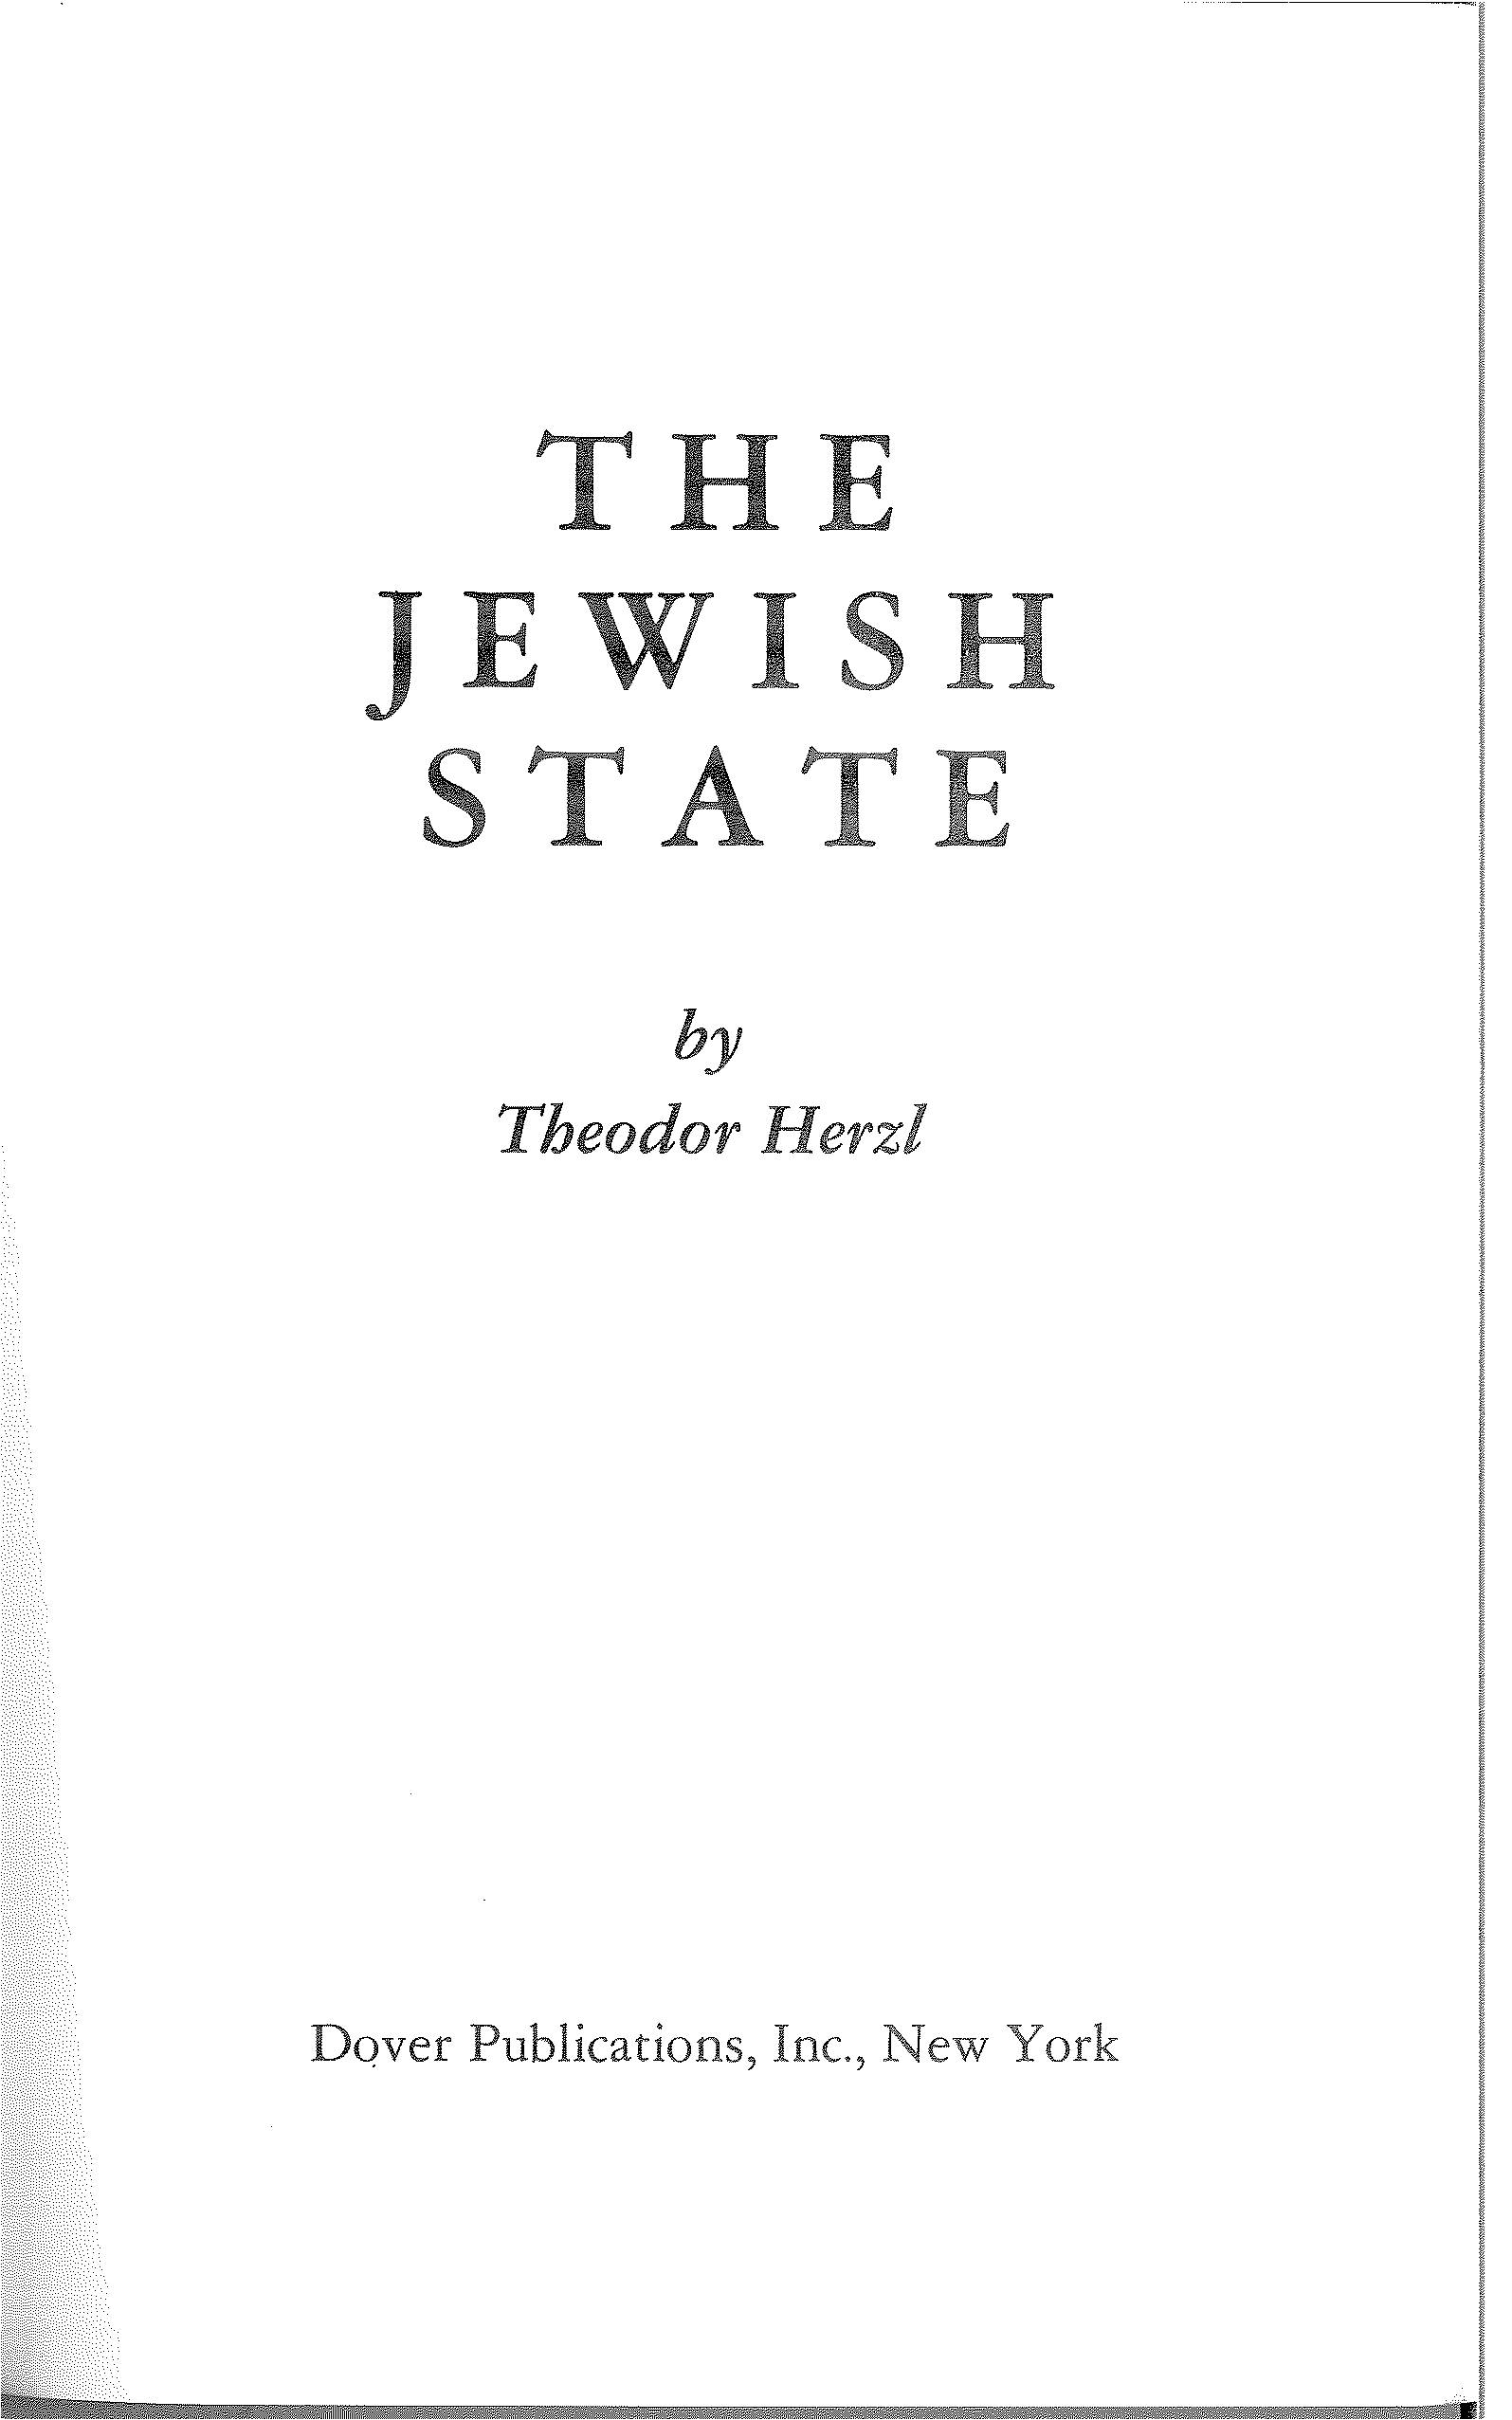 THE
JEWISH
STATE
by
Theodor Herzl
Dover Publications, Inc., New York